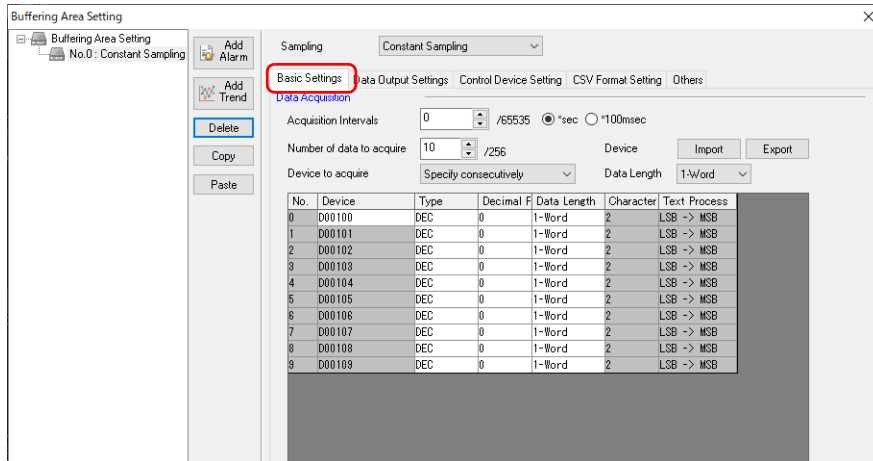 Buffering Area Setting
Buffering Area Setting
No.0 : Constant Sampling
Add Alarm
Add Trend
Delete
Copy
Paste
Sampling Constant Sampling
Basic Settings Data Output Settings Control Device Setting CSV Format Setting Others
Data Acquisition
Acquisition Intervals 0 /65535 *sec *100msec
Number of data to acquire 10 /256 Device Import Export
Device to acquire Specify consecutively Data Length 1-Word
No. Device Type Decimal F Data Length Character Text Process
0 D00100 DEC 0 1-Word 2 LSB -> MSB
1 D00101 DEC 0 1-Word 2 LSB -> MSB
2 D00102 DEC 0 1-Word 2 LSB -> MSB
3 D00103 DEC 0 1-Word 2 LSB -> MSB
4 D00104 DEC 0 1-Word 2 LSB -> MSB
5 D00105 DEC 0 1-Word 2 LSB -> MSB
6 D00106 DEC 0 1-Word 2 LSB -> MSB
7 D00107 DEC 0 1-Word 2 LSB -> MSB
8 D00108 DEC 0 1-Word 2 LSB -> MSB
9 D00109 DEC 0 1-Word 2 LSB -> MSB